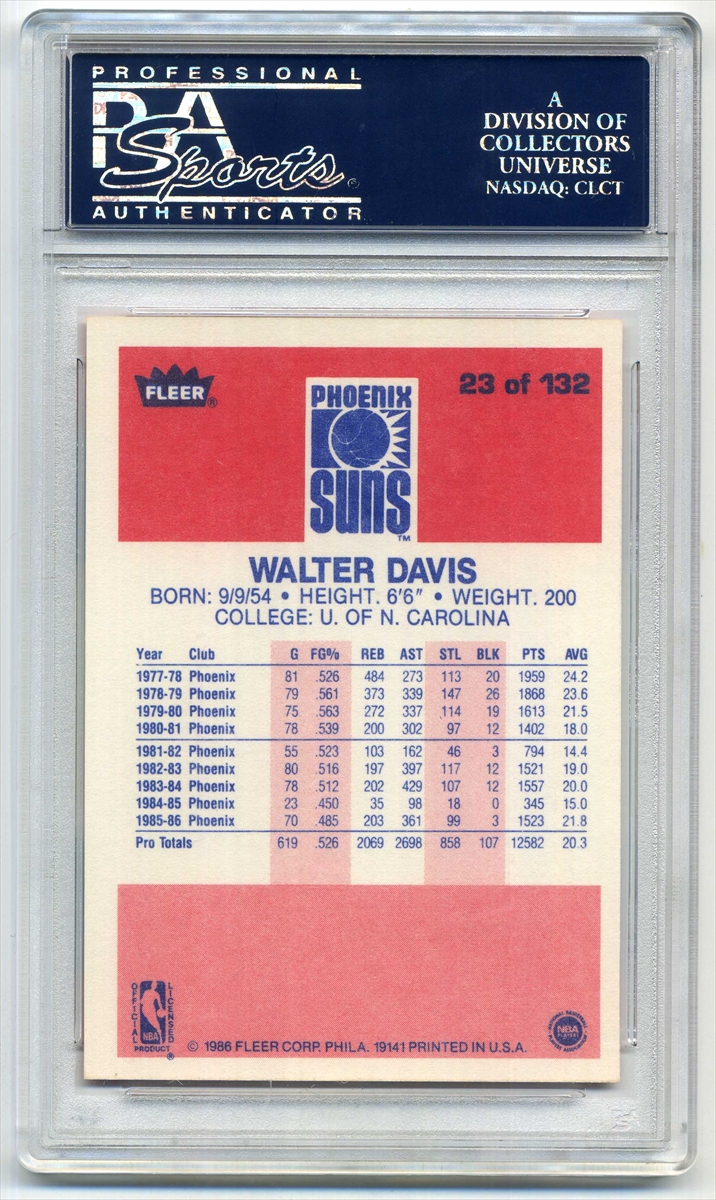 PROFESSIONAL
PSA
Sports
AUTHENTICATOR
A
DIVISION OF
COLLECTORS
UNIVERSE
NASDAQ: CLCT
FLEER®
PHOENIX
SUNS
TM
23 of 132
WALTER DAVIS
BORN: 9/9/54 • HEIGHT. 6'6" • WEIGHT. 200
COLLEGE: U. OF N. CAROLINA
Year Club G FG% REB AST STL BLK PTS AVG
1977-78 Phoenix 81 .526 484 273 113 20 1959 24.2
1978-79 Phoenix 79 .561 373 339 147 26 1868 23.6
1979-80 Phoenix 75 .563 272 337 114 19 1613 21.5
1980-81 Phoenix 78 .539 200 302 97 12 1402 18.0
1981-82 Phoenix 55 .523 103 162 46 3 794 14.4
1982-83 Phoenix 80 .516 197 397 117 12 1521 19.0
1983-84 Phoenix 78 .512 202 429 107 12 1557 20.0
1984-85 Phoenix 23 .450 35 98 18 0 345 15.0
1985-86 Phoenix 70 .485 203 361 99 3 1523 21.8
Pro Totals 619 .526 2069 2698 858 107 12582 20.3
OFFICIAL
LICENSED
NBA
PRODUCT ®
© 1986 FLEER CORP. PHILA. 19141 PRINTED IN U.S.A.
NATIONAL BASKETBALL
NBA
PLAYERS
PLAYERS ASSOCIATION